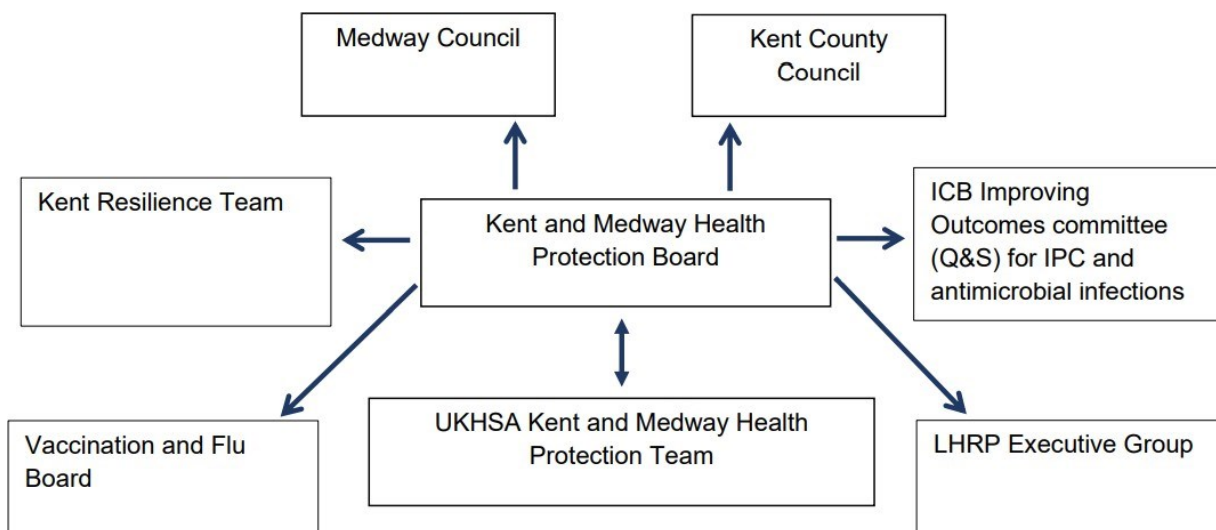 Medway Council
Kent County
Council
Kent Resilience Team
Kent and Medway Health
Protection Board
ICB Improving
Outcomes committee
(Q&S) for IPC and
antimicrobial infections
Vaccination and Flu
Board
UKHSA Kent and Medway Health
Protection Team
LHRP Executive Group